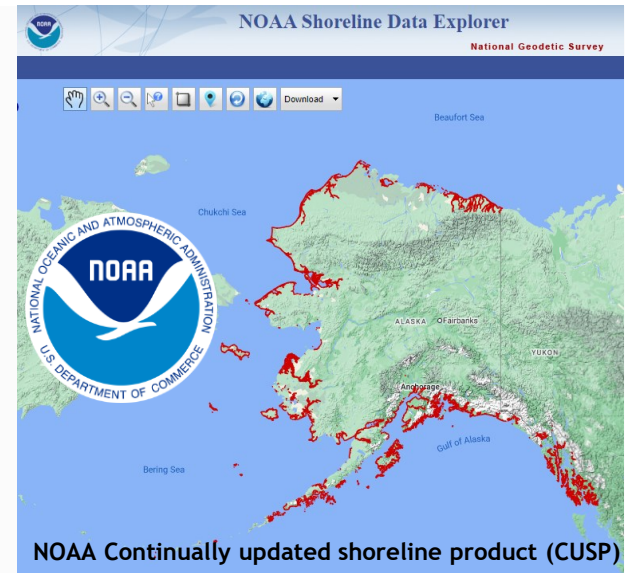 NOAA Shoreline Data Explorer
National Geodetic Survey
Download
Beaufort Sea
Chukchi Sea
NATIONAL OCEANIC AND ATMOSPHERIC ADMINISTRATION
NOAA
U.S. DEPARTMENT OF COMMERCE
ALASKA
Fairbanks
YUKON
Anchorage
Gulf of Alaska
Bering Sea
NOAA Continually updated shoreline product (CUSP)